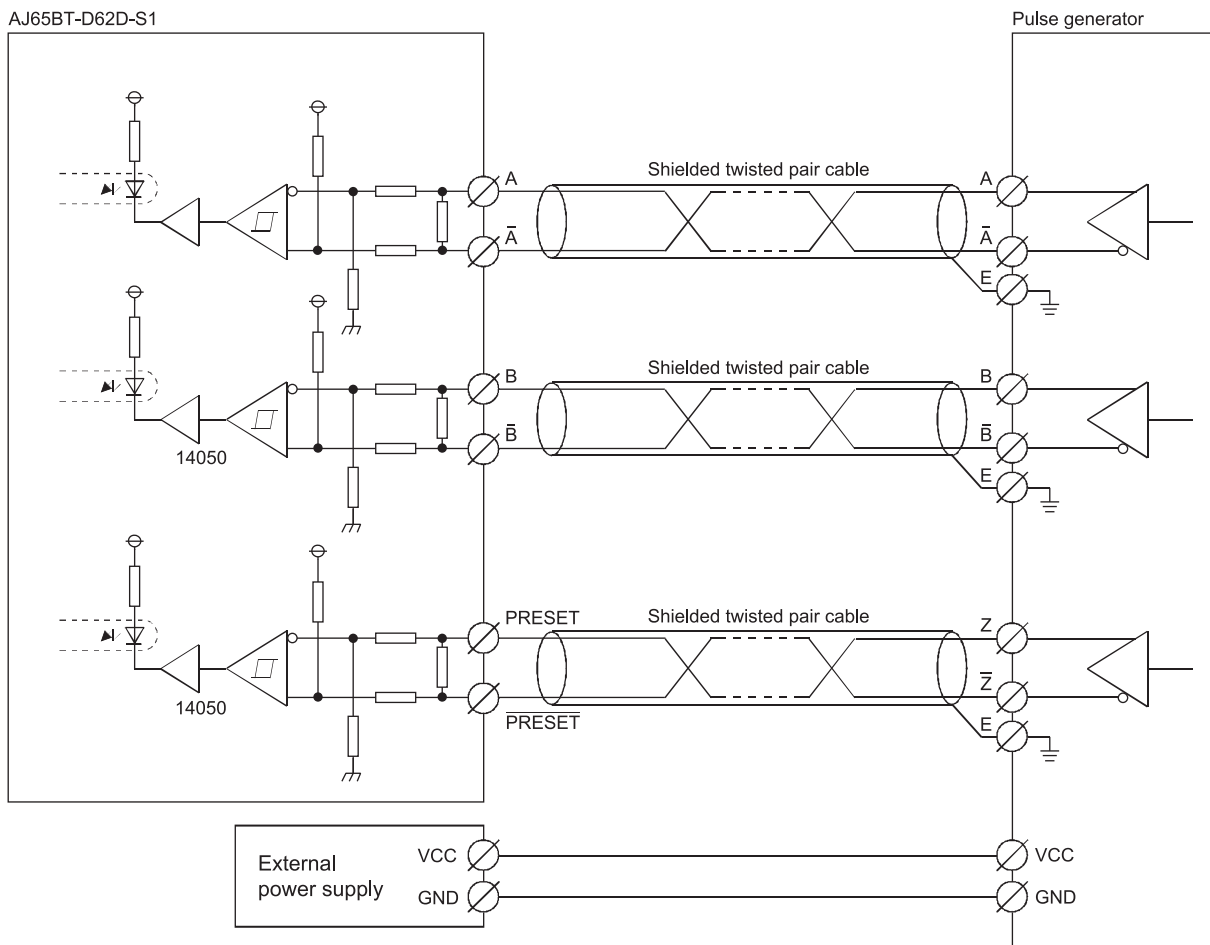 AJ65BT-D62D-S1
Pulse generator
Shielded twisted pair cable
A
A
A̅
A̅
E
Shielded twisted pair cable
B
B
B̅
B̅
E
14050
Shielded twisted pair cable
PRESET
Z
Z̅
14050
P̅R̅E̅S̅E̅T̅
E
External
power supply
VCC
VCC
GND
GND